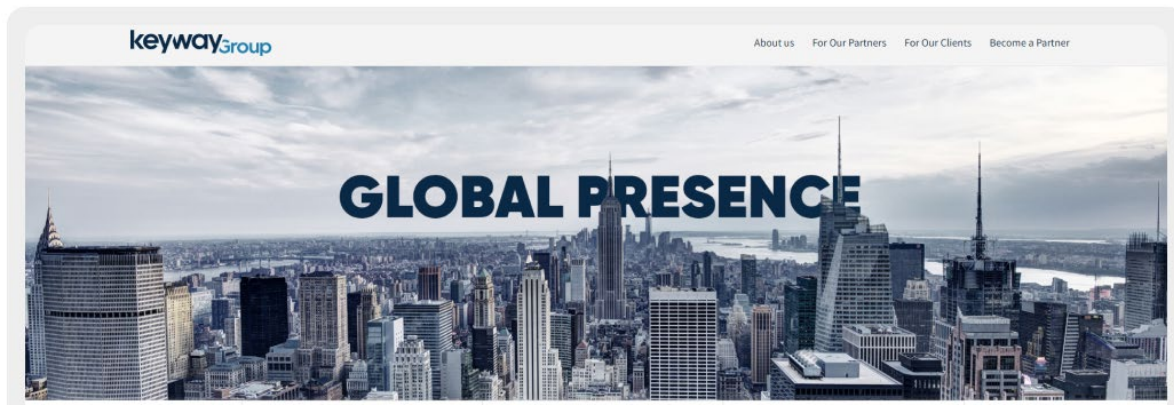 keywayGroup
About us For Our Partners For Our Clients Become a Partner
GLOBAL PRESENCE